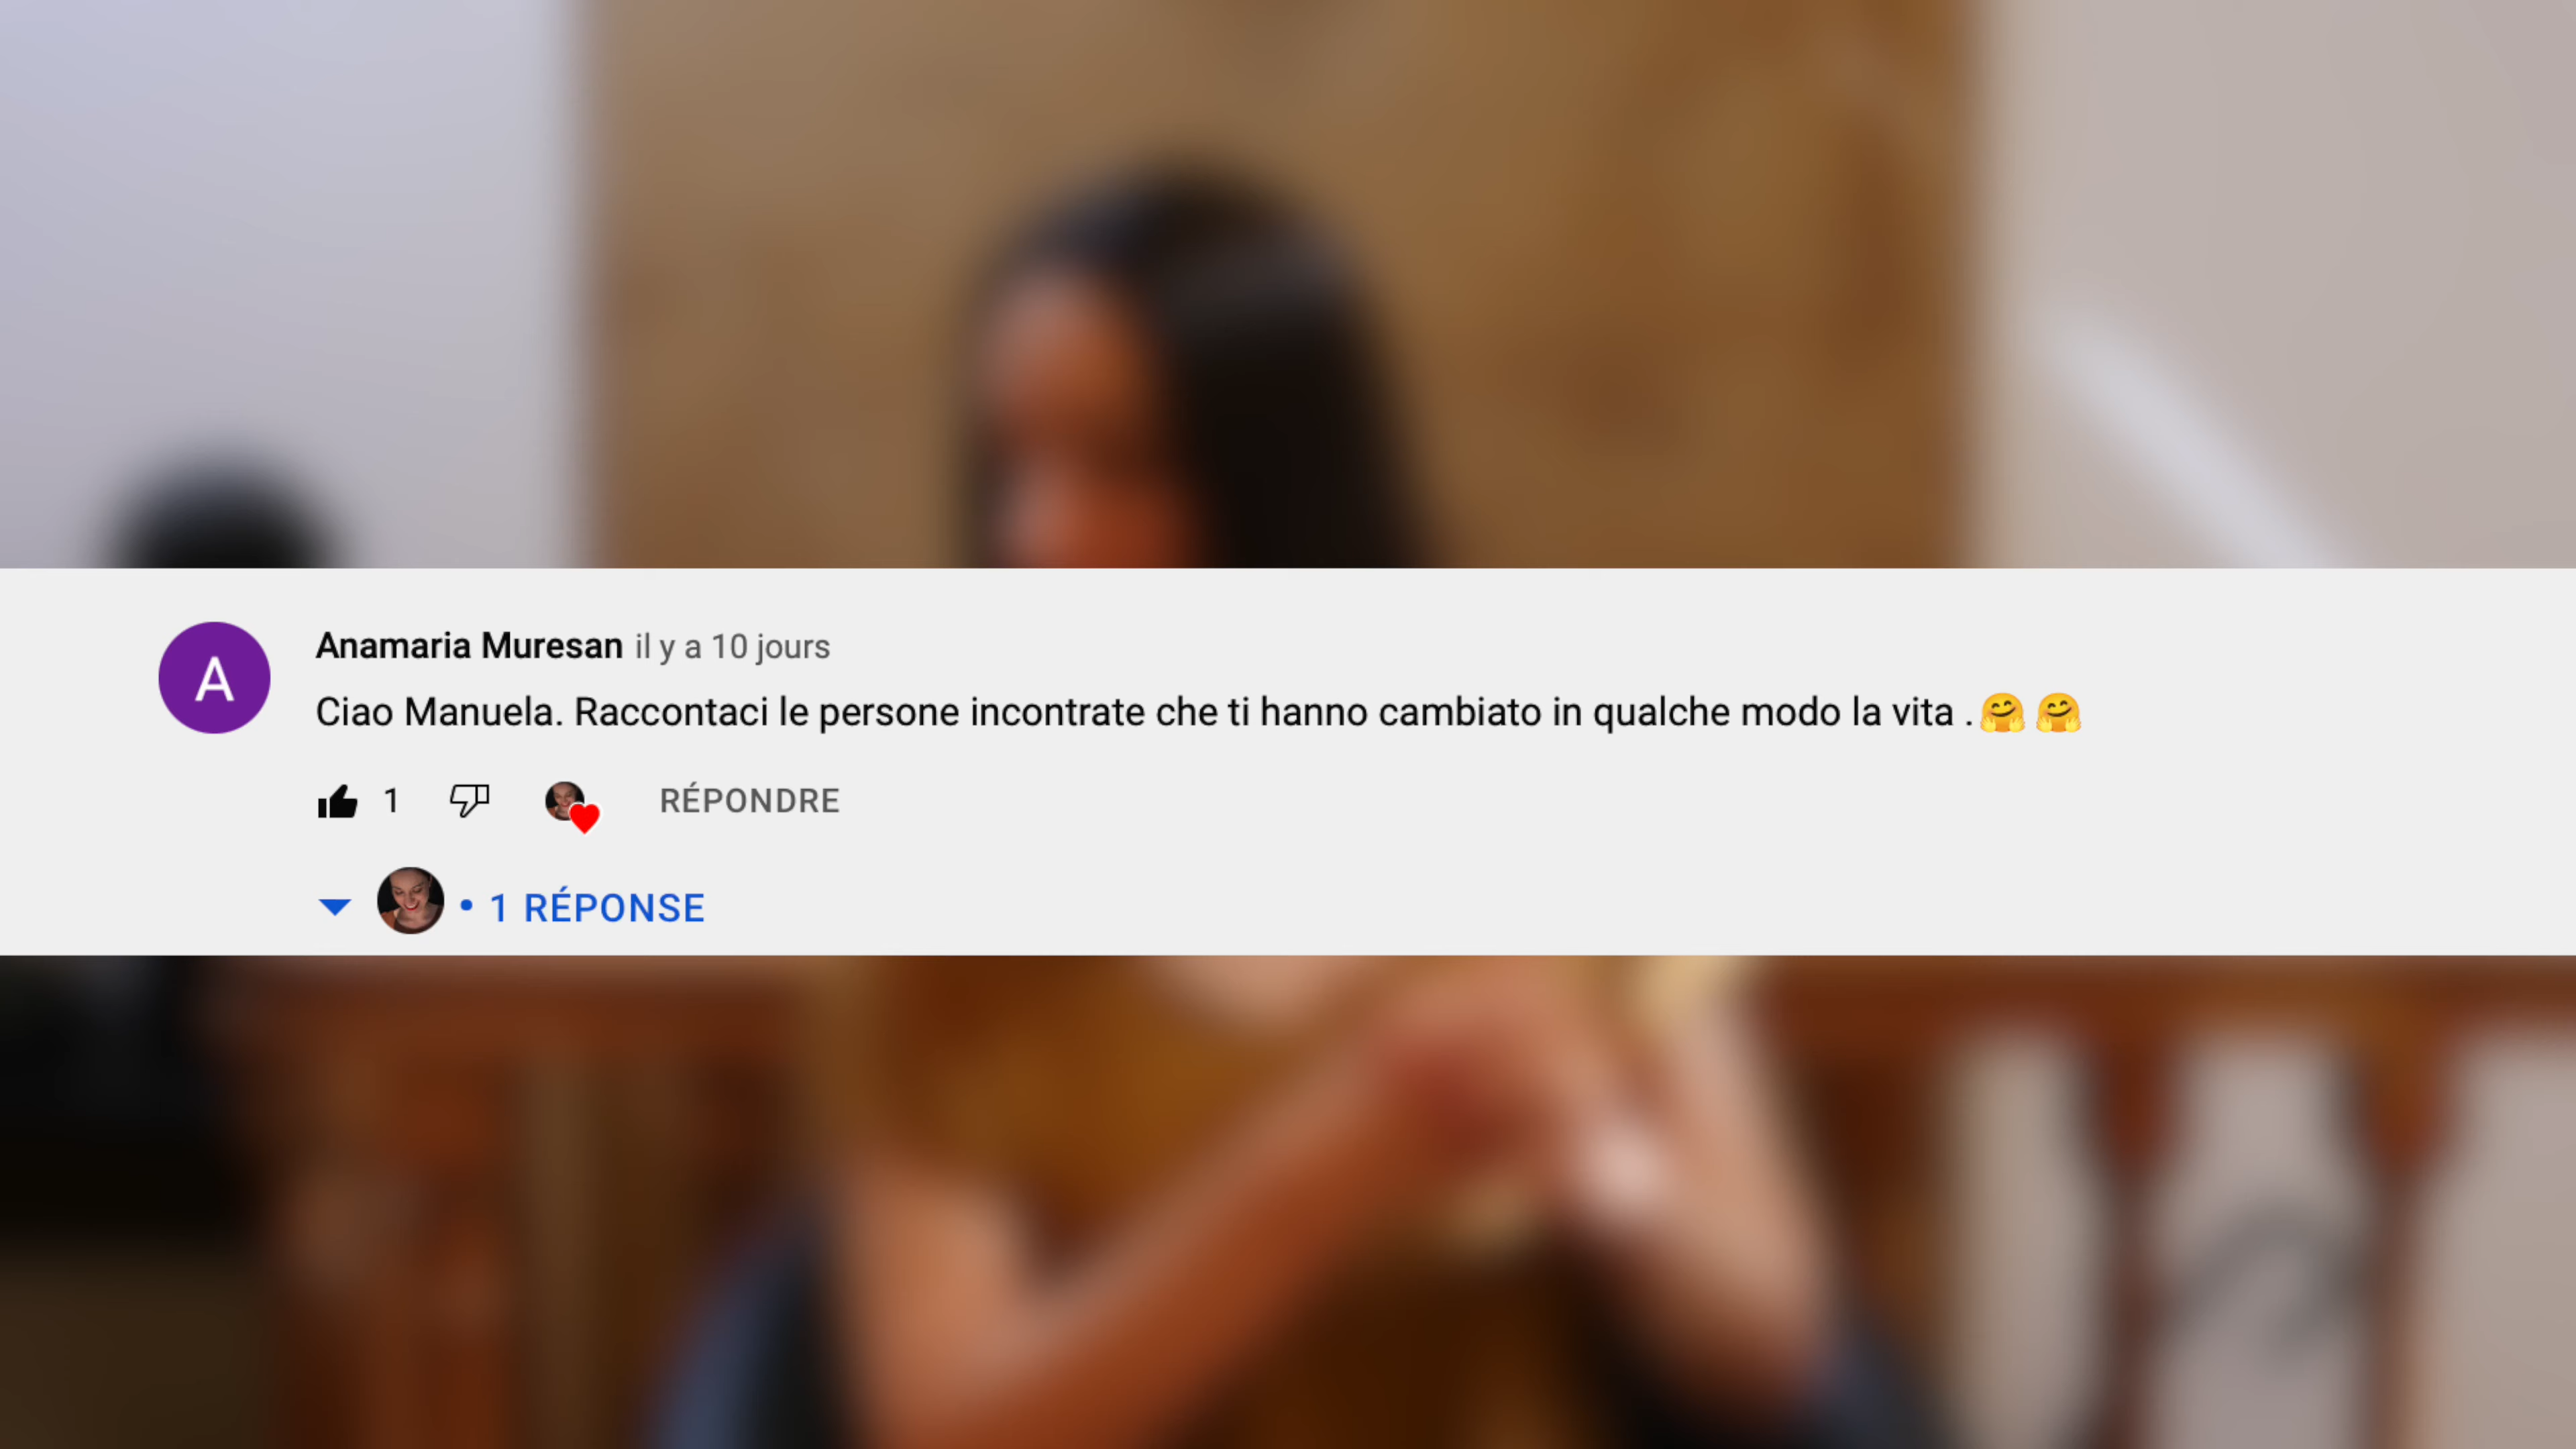 A
Anamaria Muresan il y a 10 jours
Ciao Manuela. Raccontaci le persone incontrate che ti hanno cambiato in qualche modo la vita .🤗 🤗
1 RÉPONDRE
• 1 RÉPONSE